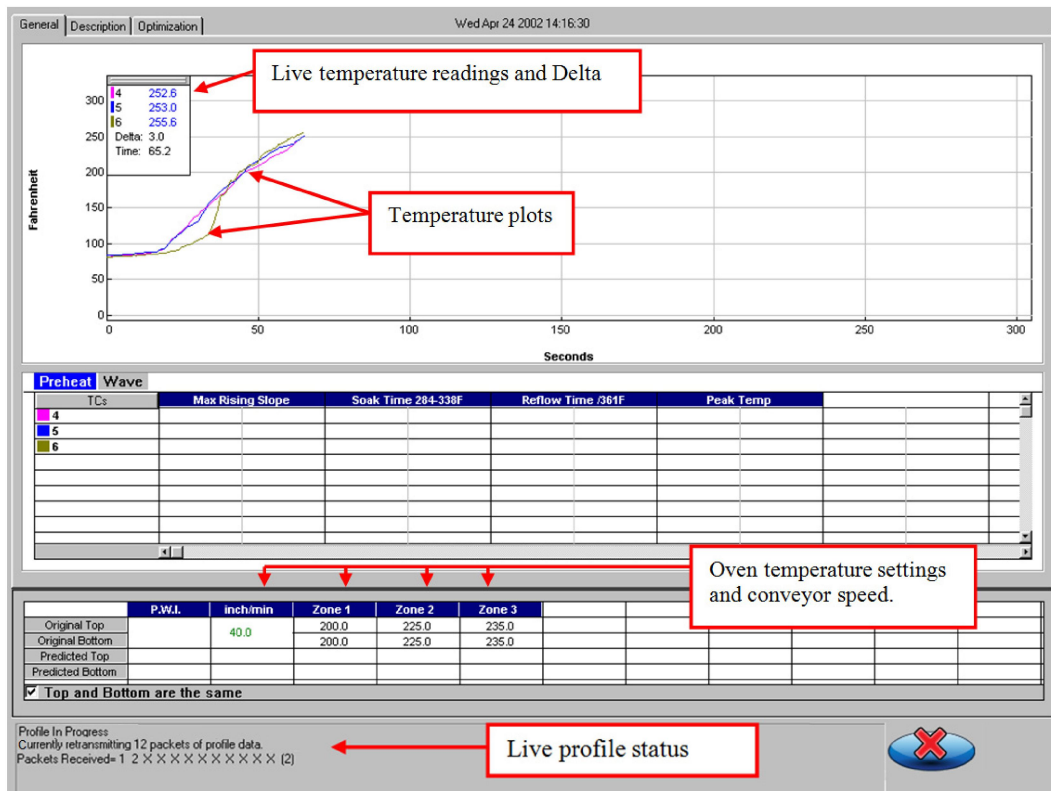 General Description Optimization Wed Apr 24 2002 14:16:30
Live temperature readings and Delta
4 252.6
5 253.0
6 255.6
Delta: 3.0
Time: 65.2
Fahrenheit
300
250
200
150
100
50
0
Temperature plots
0 50 100 150 200 250 300
Seconds
Preheat Wave
TCs Max Rising Slope Soak Time 284-338F Reflow Time /361F Peak Temp
4
5
6
Oven temperature settings
and conveyor speed.
P.W.I. inch/min Zone 1 Zone 2 Zone 3
Original Top 40.0 200.0 225.0 235.0
Original Bottom 200.0 225.0 235.0
Predicted Top
Predicted Bottom
Top and Bottom are the same
Profile In Progress
Currently retransmitting 12 packets of profile data.
Packets Received= 1 2 X X X X X X X X X X (2)
Live profile status